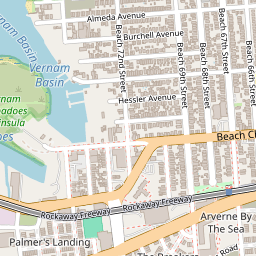 Vernam
Basin
Almeda Avenue
Burchell Avenue
Beach 72nd Street
Beach 69th Street
Beach 68th Street
Beach 67th Street
Beach 66th Street
Vernam
Basin
Hessler Avenue
Beach Ch
Rockaway Freeway
Rockaway Freeway
Palmer's Landing
Arverne By
The Sea
Road